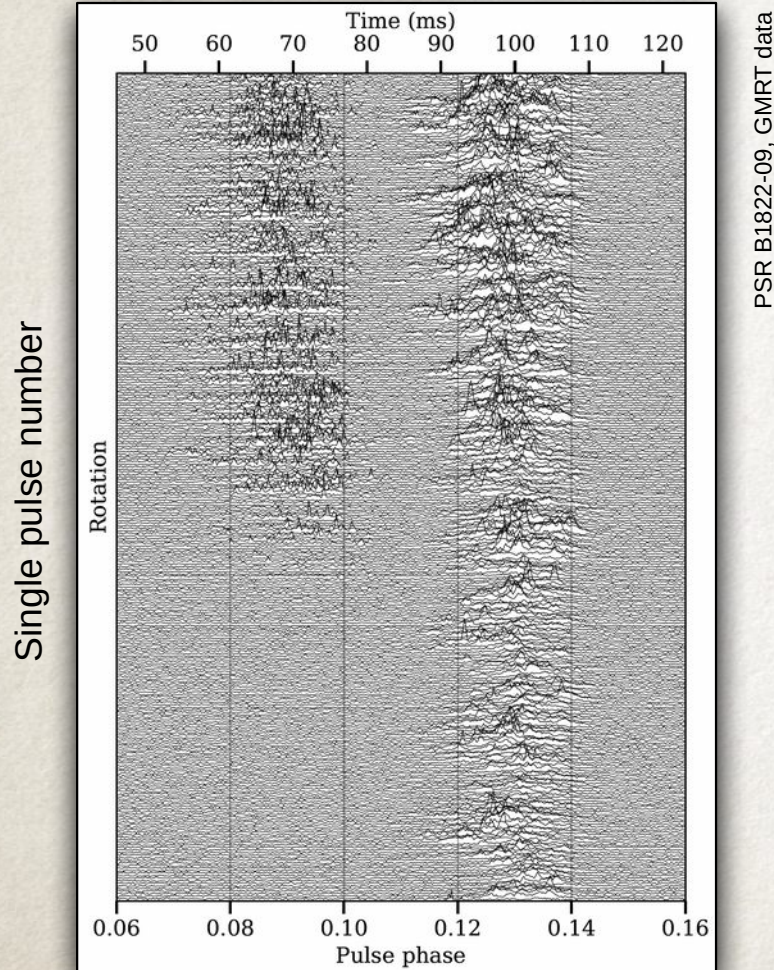 Time (ms)
50 60 70 80 90 100 110 120
Single pulse number
Rotation
0.06 0.08 0.10 0.12 0.14 0.16
Pulse phase
PSR B1822-09, GMRT data